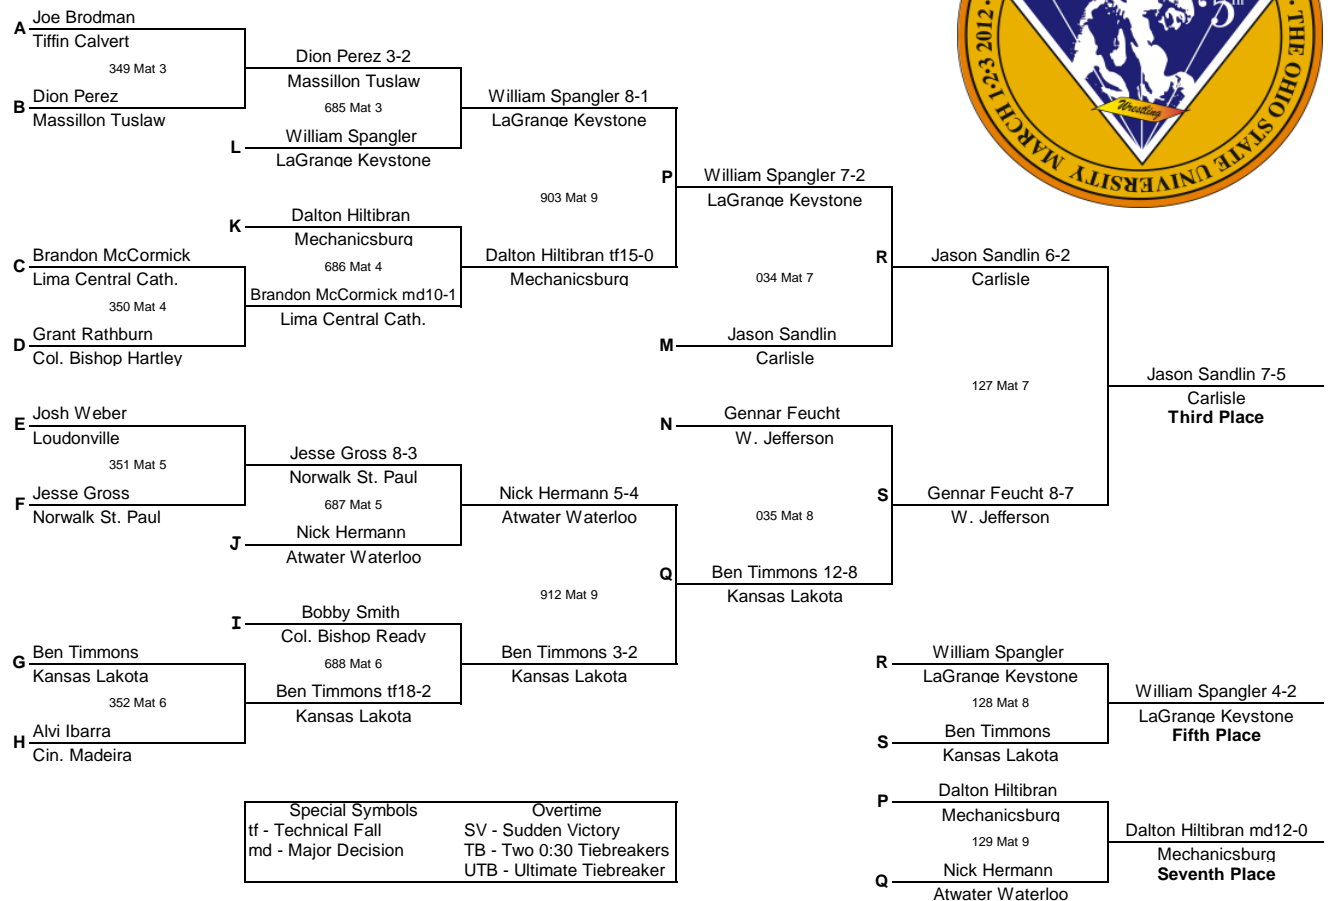 A Joe Brodman
Tiffin Calvert
349 Mat 3
B Dion Perez
Massillon Tuslaw
Dion Perez 3-2
Massillon Tuslaw
685 Mat 3
L William Spangler
LaGrange Keystone
William Spangler 8-1
LaGrange Keystone
903 Mat 9
K Dalton Hiltibran
Mechanicsburg
686 Mat 4
C Brandon McCormick
Lima Central Cath.
350 Mat 4
D Grant Rathburn
Col. Bishop Hartley
Brandon McCormick md10-1
Lima Central Cath.
Dalton Hiltibran tf15-0
Mechanicsburg
P William Spangler 7-2
LaGrange Keystone
034 Mat 7
M Jason Sandlin
Carlisle
R Jason Sandlin 6-2
Carlisle
127 Mat 7
Jason Sandlin 7-5
Carlisle
Third Place
E Josh Weber
Loudonville
351 Mat 5
F Jesse Gross
Norwalk St. Paul
Jesse Gross 8-3
Norwalk St. Paul
687 Mat 5
J Nick Hermann
Atwater Waterloo
Nick Hermann 5-4
Atwater Waterloo
912 Mat 9
I Bobby Smith
Col. Bishop Ready
688 Mat 6
G Ben Timmons
Kansas Lakota
352 Mat 6
H Alvi Ibarra
Cin. Madeira
Ben Timmons tf18-2
Kansas Lakota
Ben Timmons 3-2
Kansas Lakota
N Gennar Feucht
W. Jefferson
035 Mat 8
Q Ben Timmons 12-8
Kansas Lakota
S Gennar Feucht 8-7
W. Jefferson
R William Spangler
LaGrange Keystone
128 Mat 8
S Ben Timmons
Kansas Lakota
William Spangler 4-2
LaGrange Keystone
Fifth Place
P Dalton Hiltibran
Mechanicsburg
129 Mat 9
Q Nick Hermann
Atwater Waterloo
Dalton Hiltibran md12-0
Mechanicsburg
Seventh Place
Special Symbols
tf - Technical Fall
md - Major Decision
Overtime
SV - Sudden Victory
TB - Two 0:30 Tiebreakers
UTB - Ultimate Tiebreaker
MARCH 1-2-3 2012 • THE OHIO STATE UNIVERSITY
Wrestling